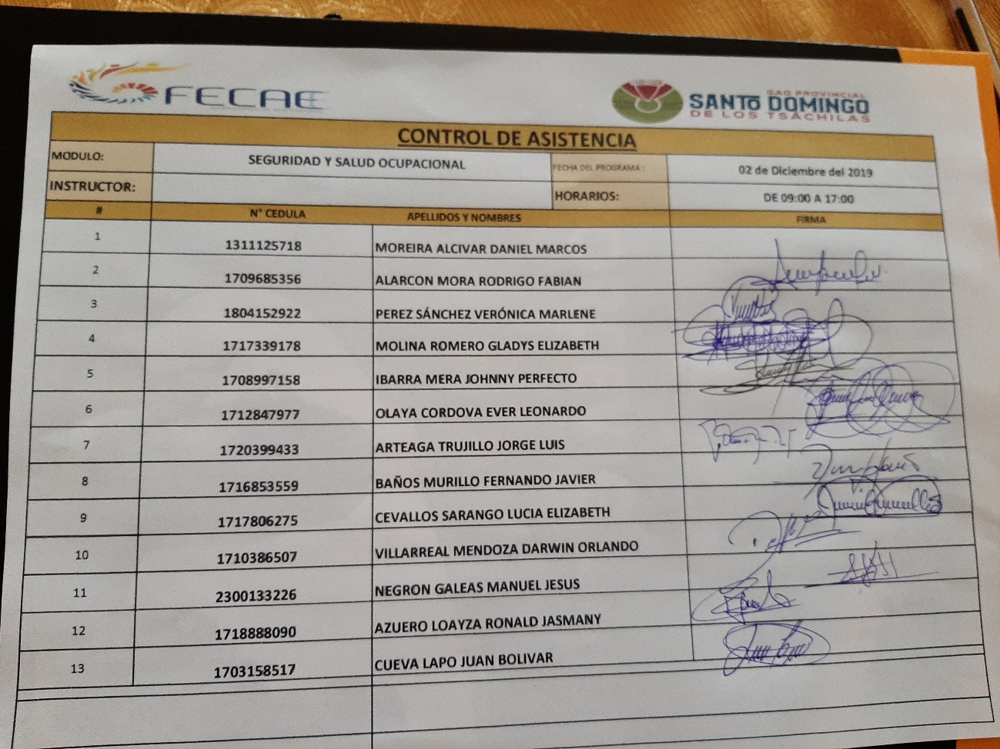 FECAE
GAD PROVINCIAL
SANTO DOMINGO
DE LOS TSÁCHILAS
CONTROL DE ASISTENCIA
MODULO: SEGURIDAD Y SALUD OCUPACIONAL FECHA DEL PROGRAMA : 02 de Diciembre del 2019
INSTRUCTOR: HORARIOS: DE 09:00 A 17:00
# N° CEDULA APELLIDOS Y NOMBRES FIRMA
1 1311125718 MOREIRA ALCIVAR DANIEL MARCOS
2 1709685356 ALARCON MORA RODRIGO FABIAN
3 1804152922 PEREZ SÁNCHEZ VERÓNICA MARLENE
4 1717339178 MOLINA ROMERO GLADYS ELIZABETH
5 1708997158 IBARRA MERA JOHNNY PERFECTO
6 1712847977 OLAYA CORDOVA EVER LEONARDO
7 1720399433 ARTEAGA TRUJILLO JORGE LUIS
8 1716853559 BAÑOS MURILLO FERNANDO JAVIER
9 1717806275 CEVALLOS SARANGO LUCIA ELIZABETH
10 1710386507 VILLARREAL MENDOZA DARWIN ORLANDO
11 2300133226 NEGRON GALEAS MANUEL JESUS
12 1718888090 AZUERO LOAYZA RONALD JASMANY
13 1703158517 CUEVA LAPO JUAN BOLIVAR